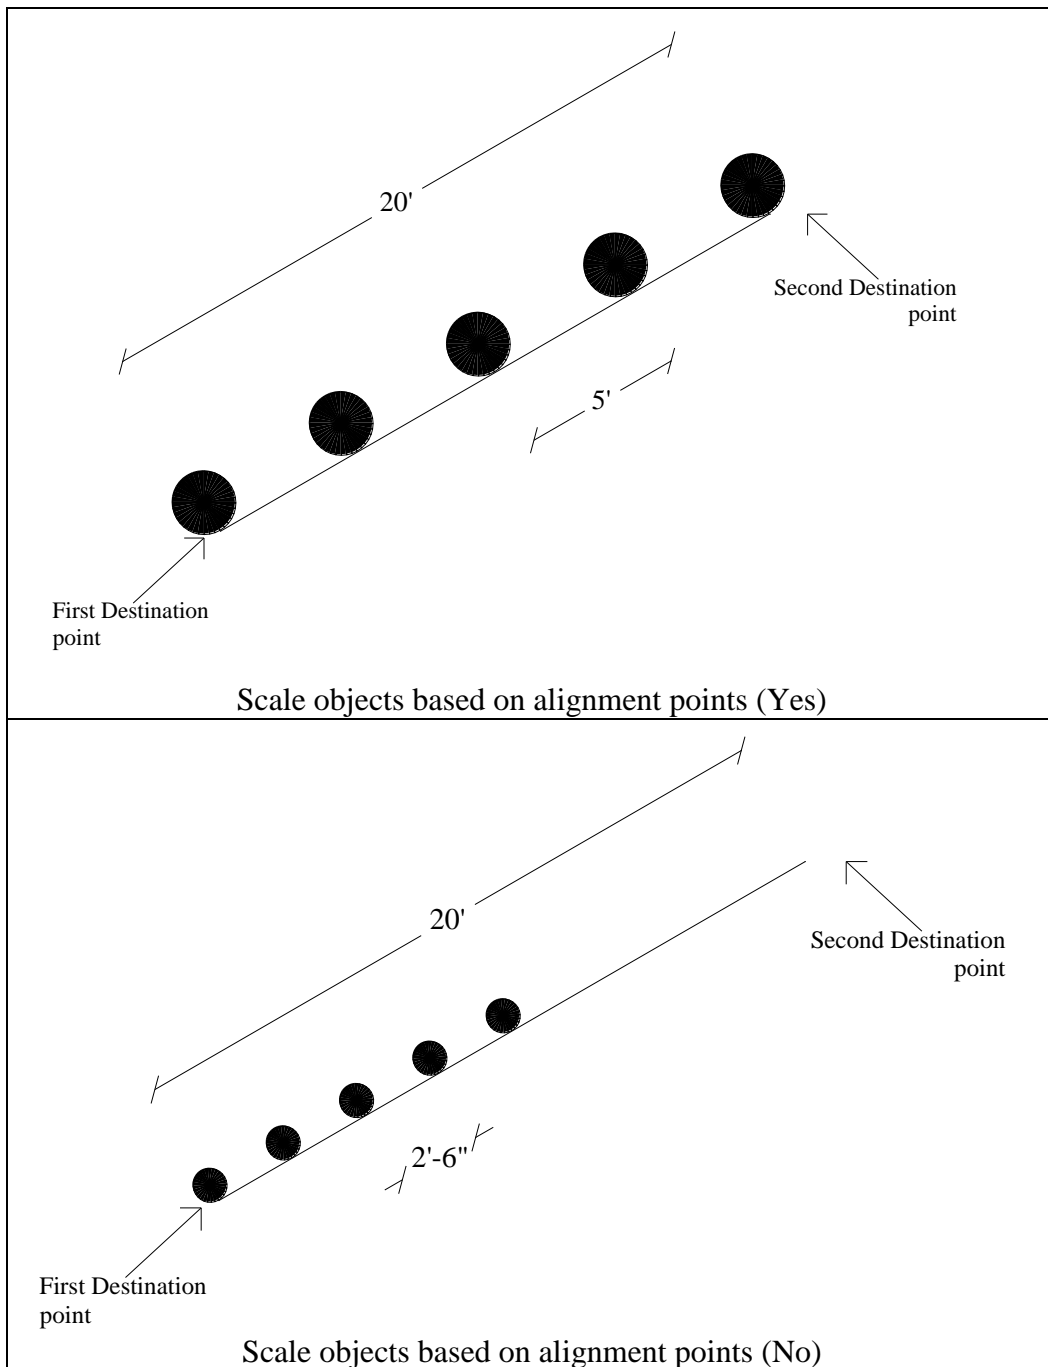 20'
Second Destination
point
5'
First Destination
point
Scale objects based on alignment points (Yes)
20'
Second Destination
point
2'-6"
First Destination
point
Scale objects based on alignment points (No)